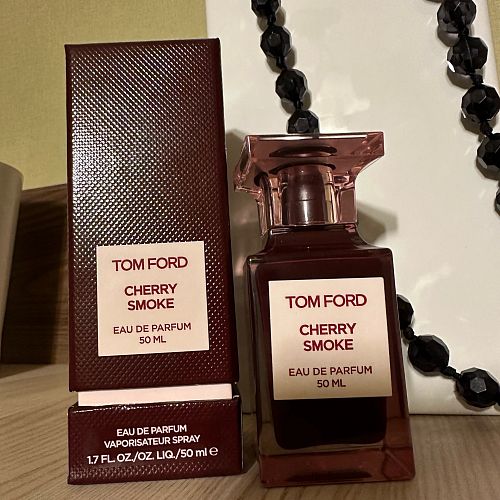 TOM FORD
CHERRY
SMOKE
EAU DE PARFUM
50 ML
EAU DE PARFUM
VAPORISATEUR SPRAY
1.7 FL. OZ./OZ. LIQ./50 ml e
TOM FORD
CHERRY
SMOKE
EAU DE PARFUM
50 ML